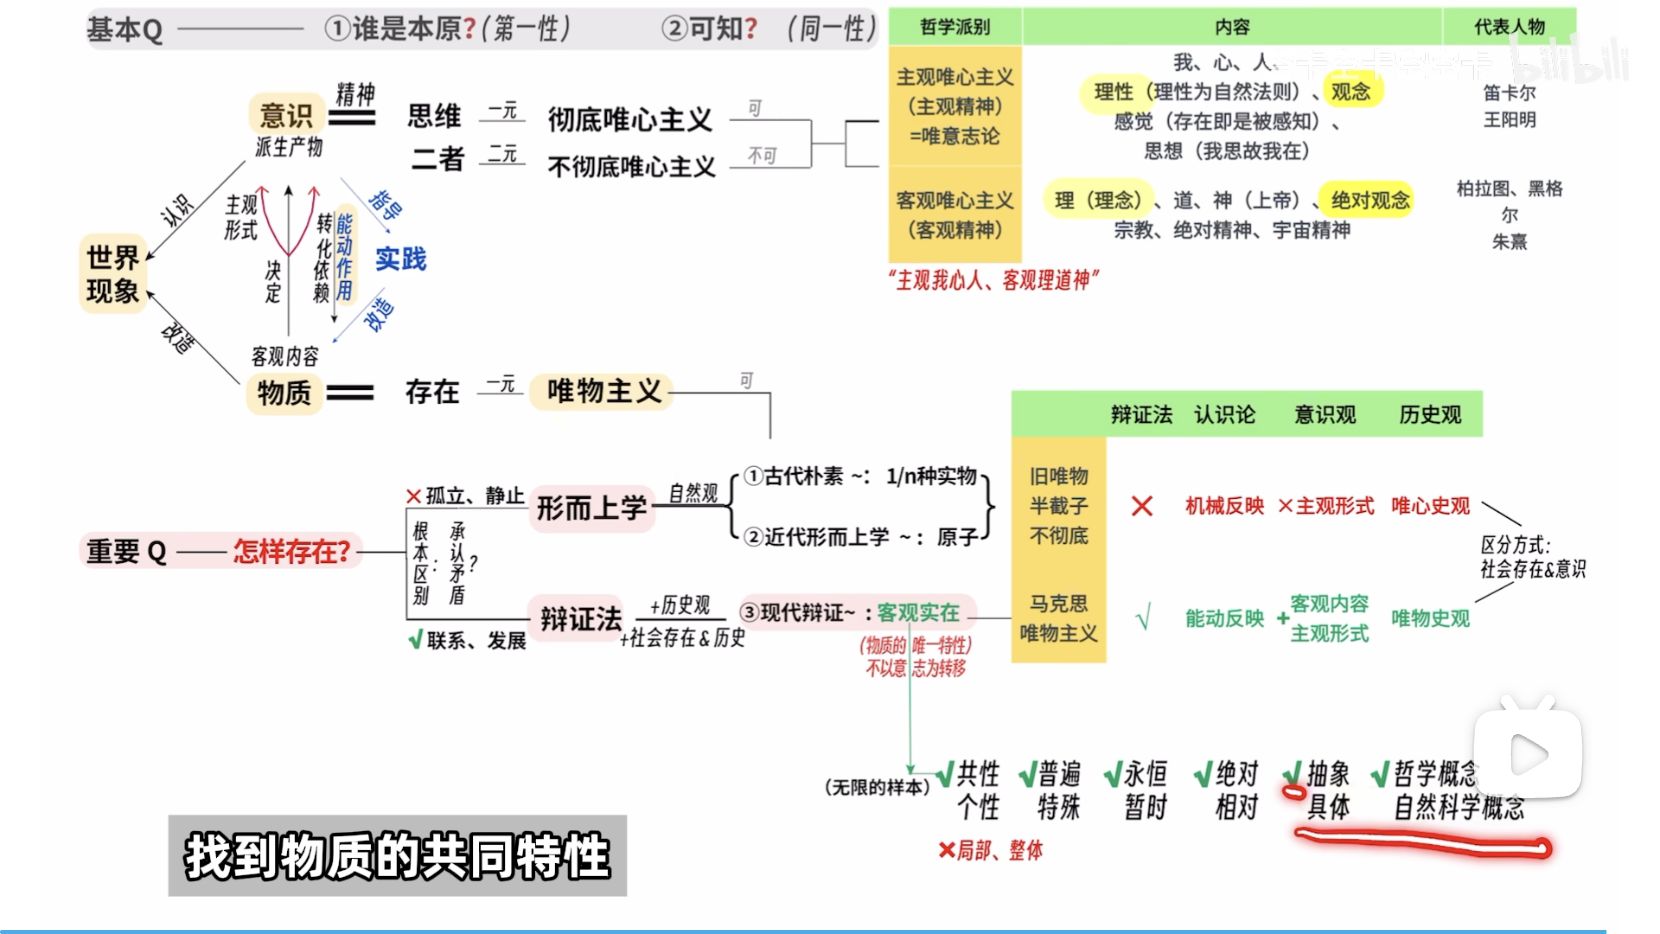 基本Q ①谁是本原?(第一性) ②可知?(同一性)
哲学派别 内容 代表人物
主观唯心主义
(主观精神)
=唯意志论
我、心、人、
理性(理性为自然法则)、观念
感觉(存在即是被感知)、
思想(我思故我在)
笛卡尔
王阳明
客观唯心主义
(客观精神)
理(理念)、道、神(上帝)、绝对观念
宗教、绝对精神、宇宙精神
柏拉图、黑格
尔
朱熹
“主观我心人、客观理道神”
bilibili
意识 精神 思维 一元 彻底唯心主义 可
派生产物 二者 二元 不彻底唯心主义 不可
认识
主观
形式
决定
转化依赖
能动作用
指导
实践
改造
世界
现象
改造
客观内容
物质 存在 一元 唯物主义 可
重要Q 怎样存在?
×孤立、静止
根本区别:承认矛盾?
√联系、发展
形而上学 自然观
①古代朴素 ~: 1/n种实物
②近代形而上学 ~: 原子
辩证法 +历史观
+社会存在&历史
③现代辩证~ :客观实在
(物质的 唯一特性)
不以意 志为转移
辩证法 认识论 意识观 历史观
旧唯物
半截子
不彻底
× 机械反映 ×主观形式 唯心史观
马克思
唯物主义
√ 能动反映 +客观内容
主观形式
唯物史观
区分方式:
社会存在&意识
(无限的样本)
√共性 √普遍 √永恒 √绝对 √抽象 √哲学概念
个性 特殊 暂时 相对 具体 自然科学概念
×局部、整体
找到物质的共同特性